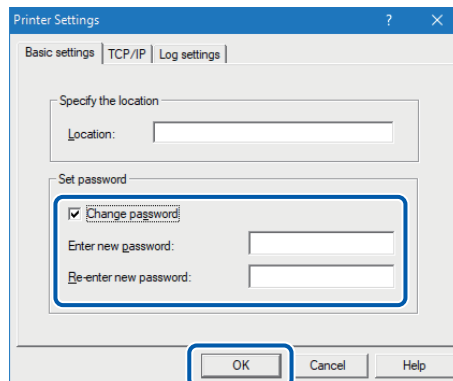 Printer Settings ? ×
Basic settings TCP/IP Log settings
Specify the location
Location:
Set password
Change password
Enter new password:
Re-enter new password:
OK Cancel Help